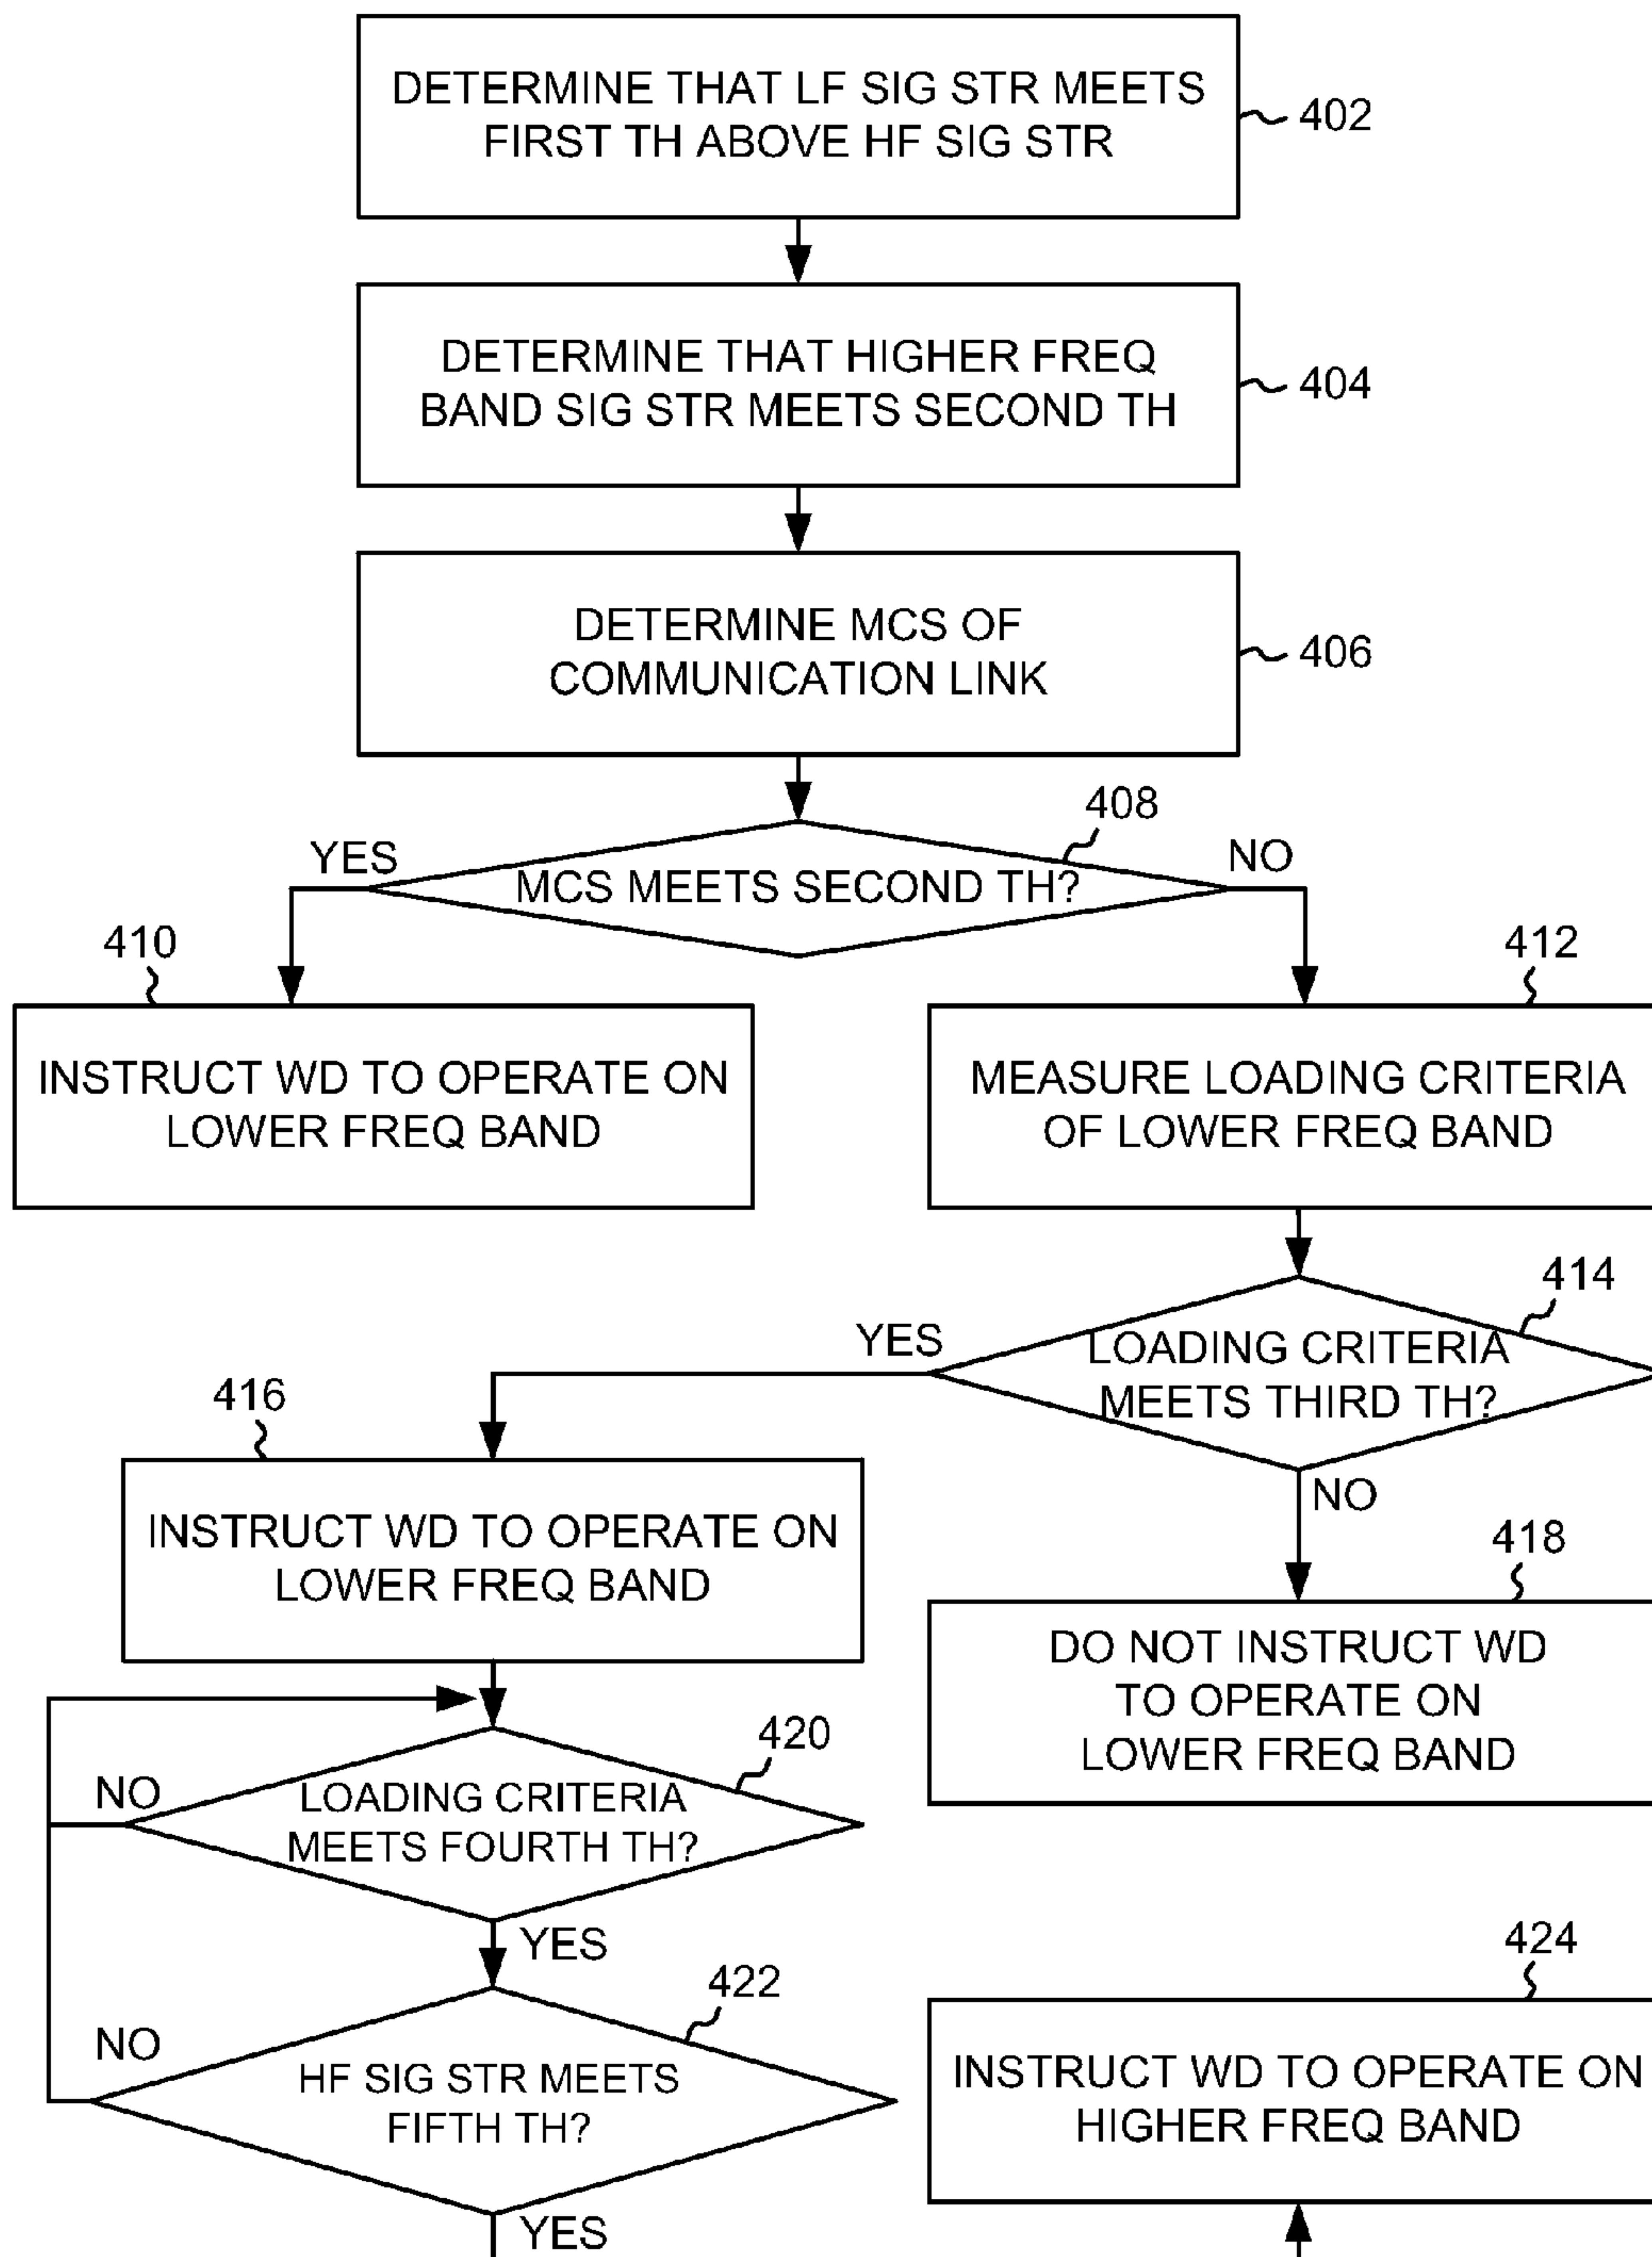 DETERMINE THAT LF SIG STR MEETS
FIRST TH ABOVE HF SIG STR
402
DETERMINE THAT HIGHER FREQ
BAND SIG STR MEETS SECOND TH
404
DETERMINE MCS OF
COMMUNICATION LINK
406
408
YES
NO
MCS MEETS SECOND TH?
410
412
INSTRUCT WD TO OPERATE ON
LOWER FREQ BAND
MEASURE LOADING CRITERIA
OF LOWER FREQ BAND
414
YES
LOADING CRITERIA
MEETS THIRD TH?
416
NO
INSTRUCT WD TO OPERATE ON
LOWER FREQ BAND
418
DO NOT INSTRUCT WD
TO OPERATE ON
LOWER FREQ BAND
420
NO
LOADING CRITERIA
MEETS FOURTH TH?
YES
422
424
NO
HF SIG STR MEETS
FIFTH TH?
INSTRUCT WD TO OPERATE ON
HIGHER FREQ BAND
YES